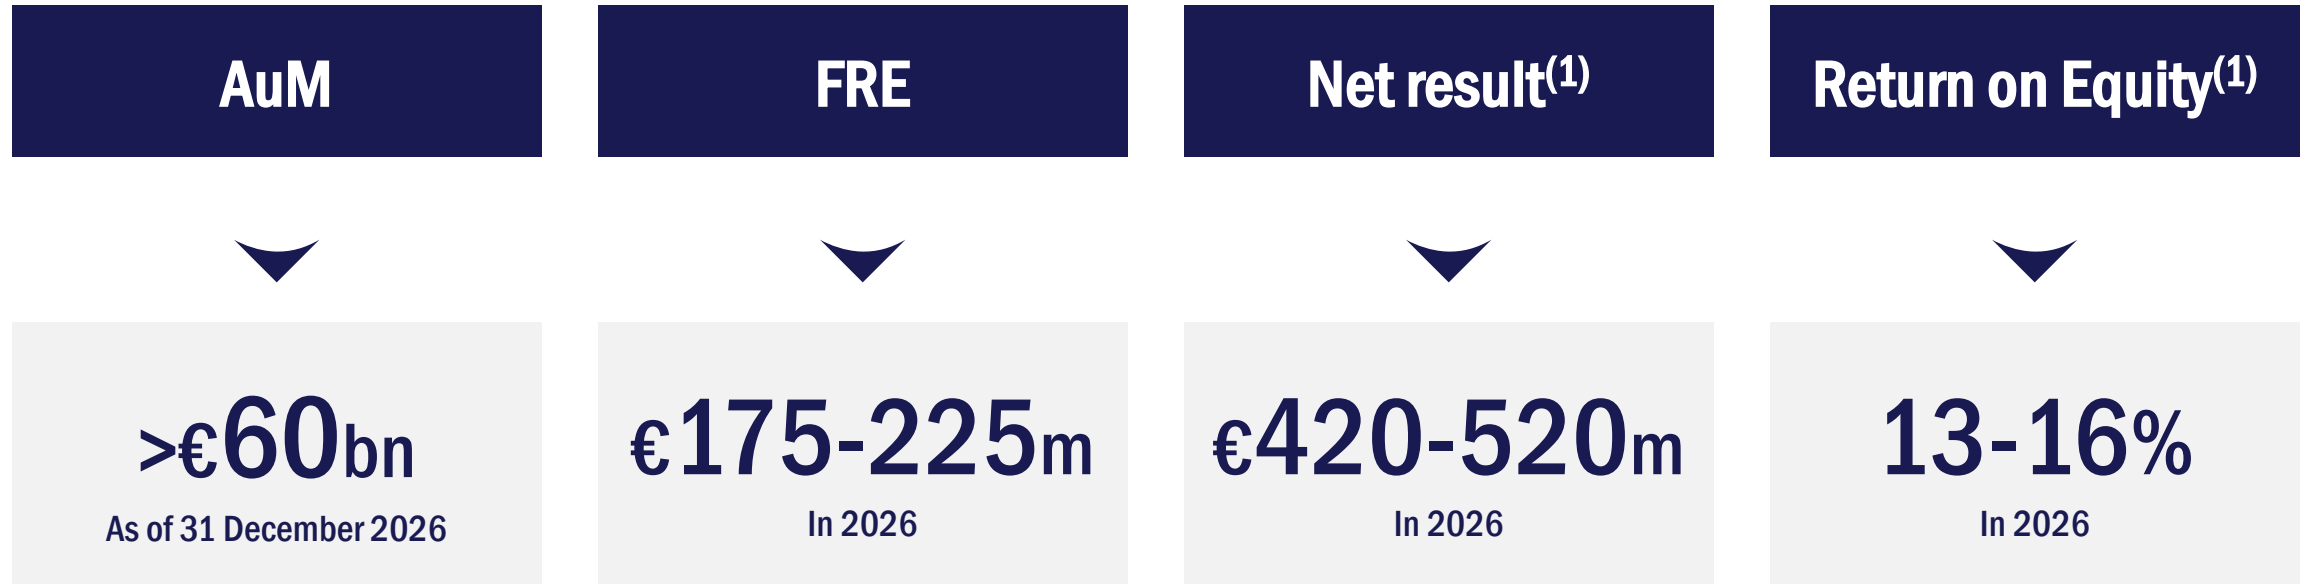 AuM
>€60bn
As of 31 December 2026
FRE
€175-225m
In 2026
Net result(1)
€420-520m
In 2026
Return on Equity(1)
13-16%
In 2026